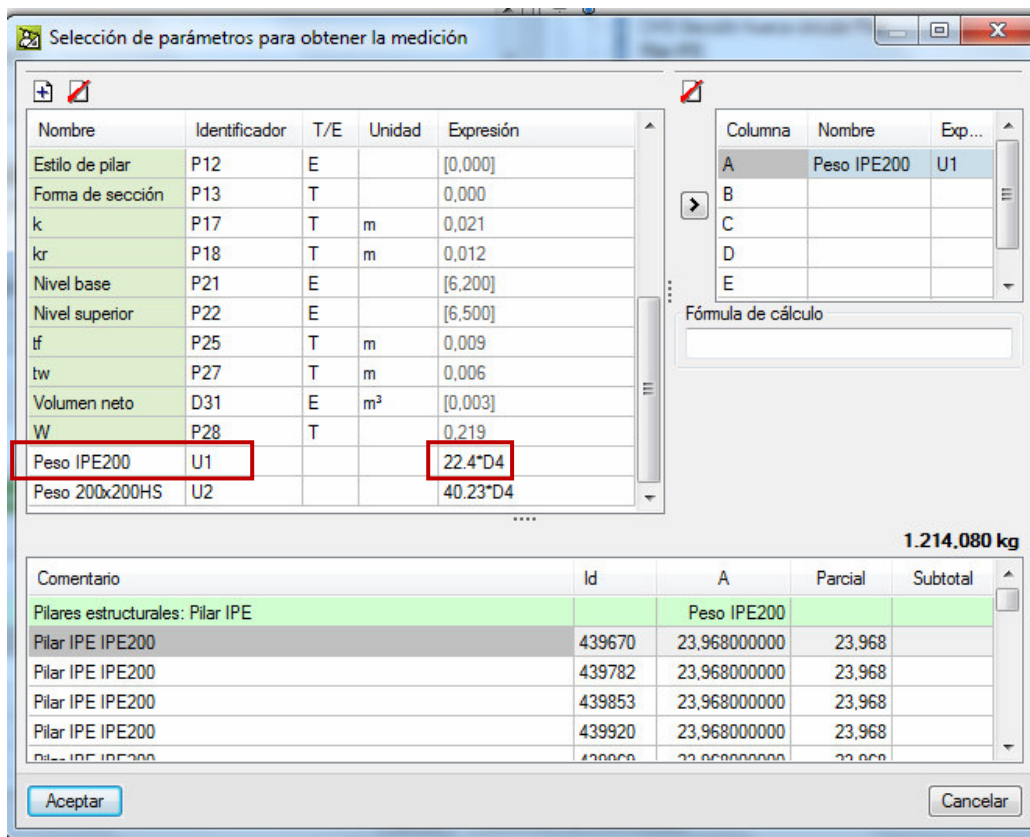 Selección de parámetros para obtener la medición
Nombre Identificador T/E Unidad Expresión
Estilo de pilar P12 E [0,000]
Forma de sección P13 T 0,000
k P17 T m 0,021
kr P18 T m 0,012
Nivel base P21 E [6,200]
Nivel superior P22 E [6,500]
tf P25 T m 0,009
tw P27 T m 0,006
Volumen neto D31 E m³ [0,003]
W P28 T 0,219
Peso IPE200 U1 22.4*D4
Peso 200x200HS U2 40.23*D4
Columna Nombre Exp...
A Peso IPE200 U1
B
C
D
E
Fórmula de cálculo
1.214,080 kg
Comentario Id A Parcial Subtotal
Pilares estructurales: Pilar IPE Peso IPE200
Pilar IPE IPE200 439670 23,968000000 23,968
Pilar IPE IPE200 439782 23,968000000 23,968
Pilar IPE IPE200 439853 23,968000000 23,968
Pilar IPE IPE200 439920 23,968000000 23,968
Aceptar Cancelar